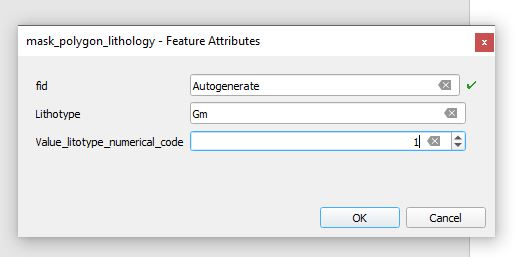 mask_polygon_lithology - Feature Attributes
fid Autogenerate
Lithotype Gm
Value_litotype_numerical_code 1
OK Cancel